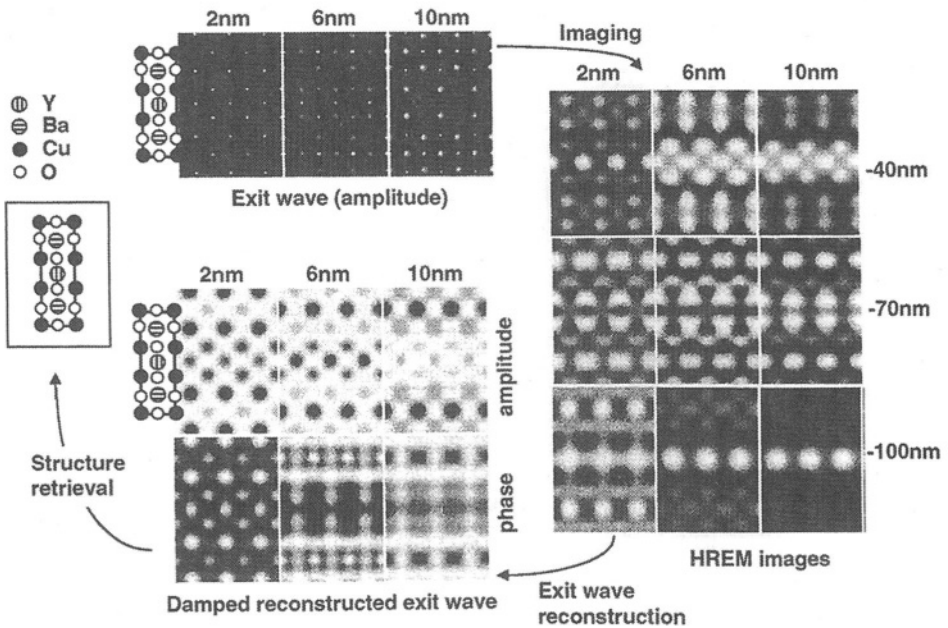 2nm 6nm 10nm
Imaging
2nm 6nm 10nm
Y
Ba
Cu
O
Exit wave (amplitude)
-40nm
2nm 6nm 10nm
-70nm
amplitude
Structure
retrieval
phase
-100nm
HREM images
Damped reconstructed exit wave
Exit wave
reconstruction